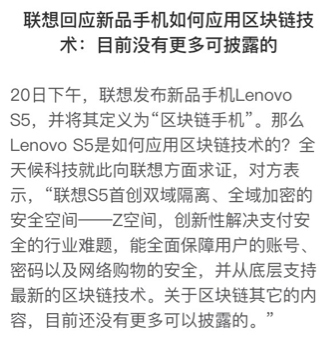 联想回应新品手机如何应用区块链技
术：目前没有更多可披露的
20日下午，联想发布新品手机Lenovo
S5，并将其定义为“区块链手机”。那么
Lenovo S5是如何应用区块链技术的？全
天候科技就此向联想方面求证，对方表
示，“联想S5首创双域隔离、全域加密的
安全空间——Z空间，创新性解决支付安
全的行业难题，能全面保障用户的账号、
密码以及网络购物的安全，并从底层支持
最新的区块链技术。关于区块链其它的内
容，目前还没有更多可以披露的。”